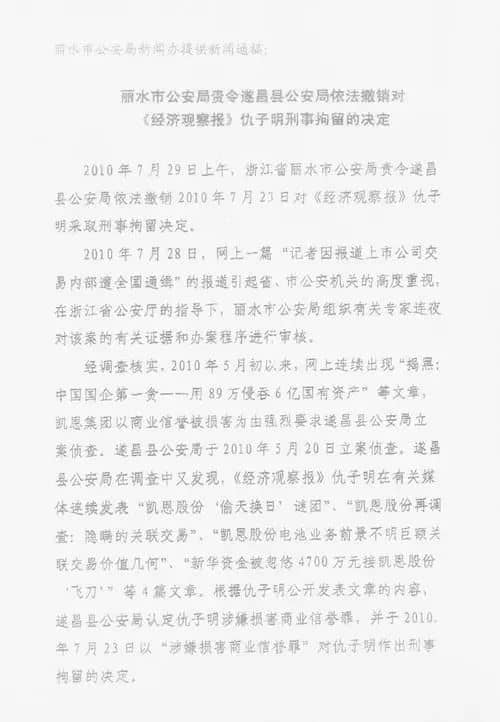 丽水市公安局新闻办提供新闻通稿:
丽水市公安局责令遂昌县公安局依法撤销对
《经济观察报》仇子明刑事拘留的决定
2010年7月29日上午，浙江省丽水市公安局责令遂昌
县公安局依法撤销2010年7月23日对《经济观察报》仇子
明采取刑事拘留决定。
2010年7月28日，网上一篇“记者因报道上市公司交
易内部遭全国通缉”的报道引起省、市公安机关的高度重视，
在浙江省公安厅的指导下，丽水市公安局组织有关专家连夜
对该案的有关证据和办案程序进行审核。
经调查核实，2010年5月初以来，网上连续出现“揭黑:
中国国企第一贪——用89万侵吞6亿国有资产”等文章，
凯恩集团以商业信誉被损害为由强烈要求遂昌县公安局立
案侦查。遂昌县公安局于2010年5月20日立案侦查。遂昌
县公安局在调查中又发现，《经济观察报》仇子明在有关媒
体连续发表“凯恩股份‘偷天换日’谜团”、“凯恩股份再调
查: 隐瞒的关联交易”、“凯恩股份电池业务前景不明巨额关
联交易价值几何”、“新华资金被忽悠4700万元接凯恩股份
‘飞刀’”等4篇文章。根据仇子明公开发表文章的内容，
遂昌县公安局认定仇子明涉嫌损害商业信誉罪，并于2010.
年7月23日以“涉嫌损害商业信誉罪”对仇子明作出刑事
拘留的决定。